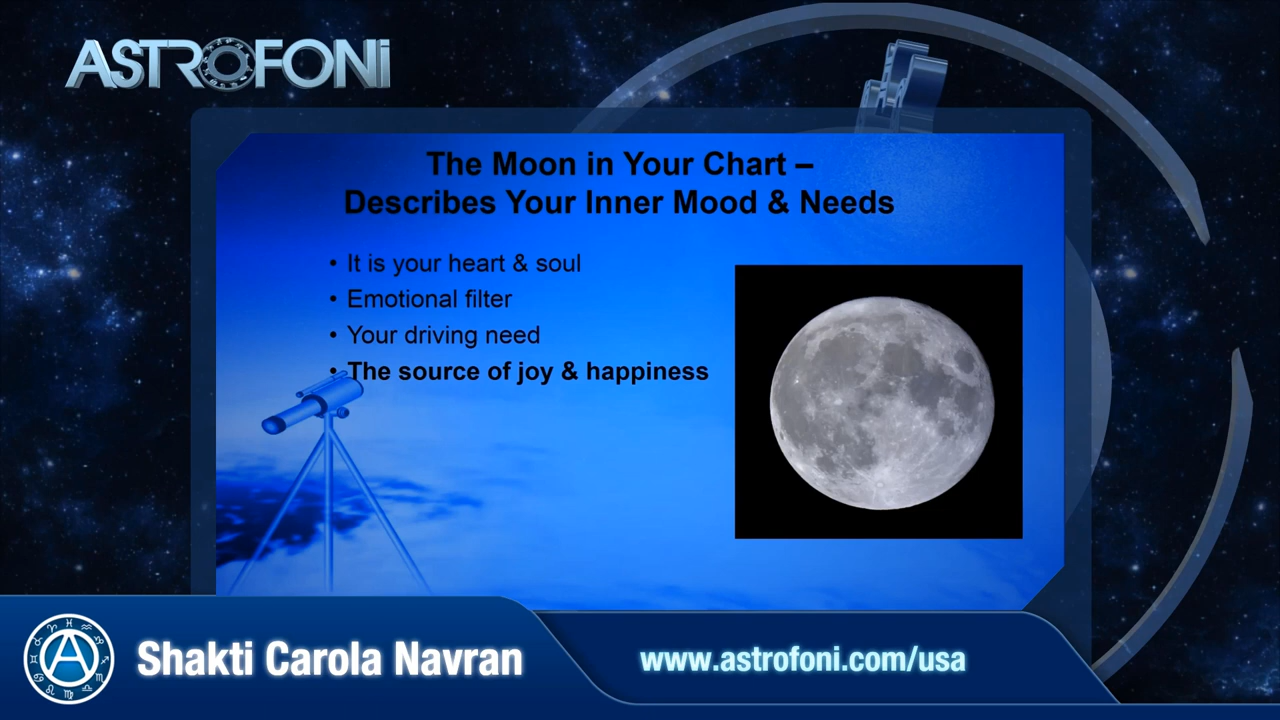 ASTROFONi
The Moon in Your Chart –
Describes Your Inner Mood & Needs
• It is your heart & soul
• Emotional filter
• Your driving need
• The source of joy & happiness
Shakti Carola Navran
www.astrofoni.com/usa